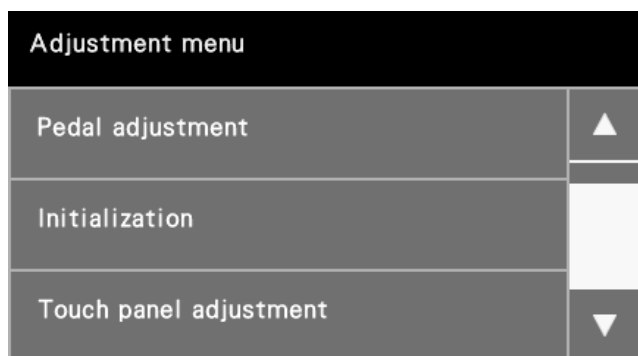 Adjustment menu
Pedal adjustment
Initialization
Touch panel adjustment